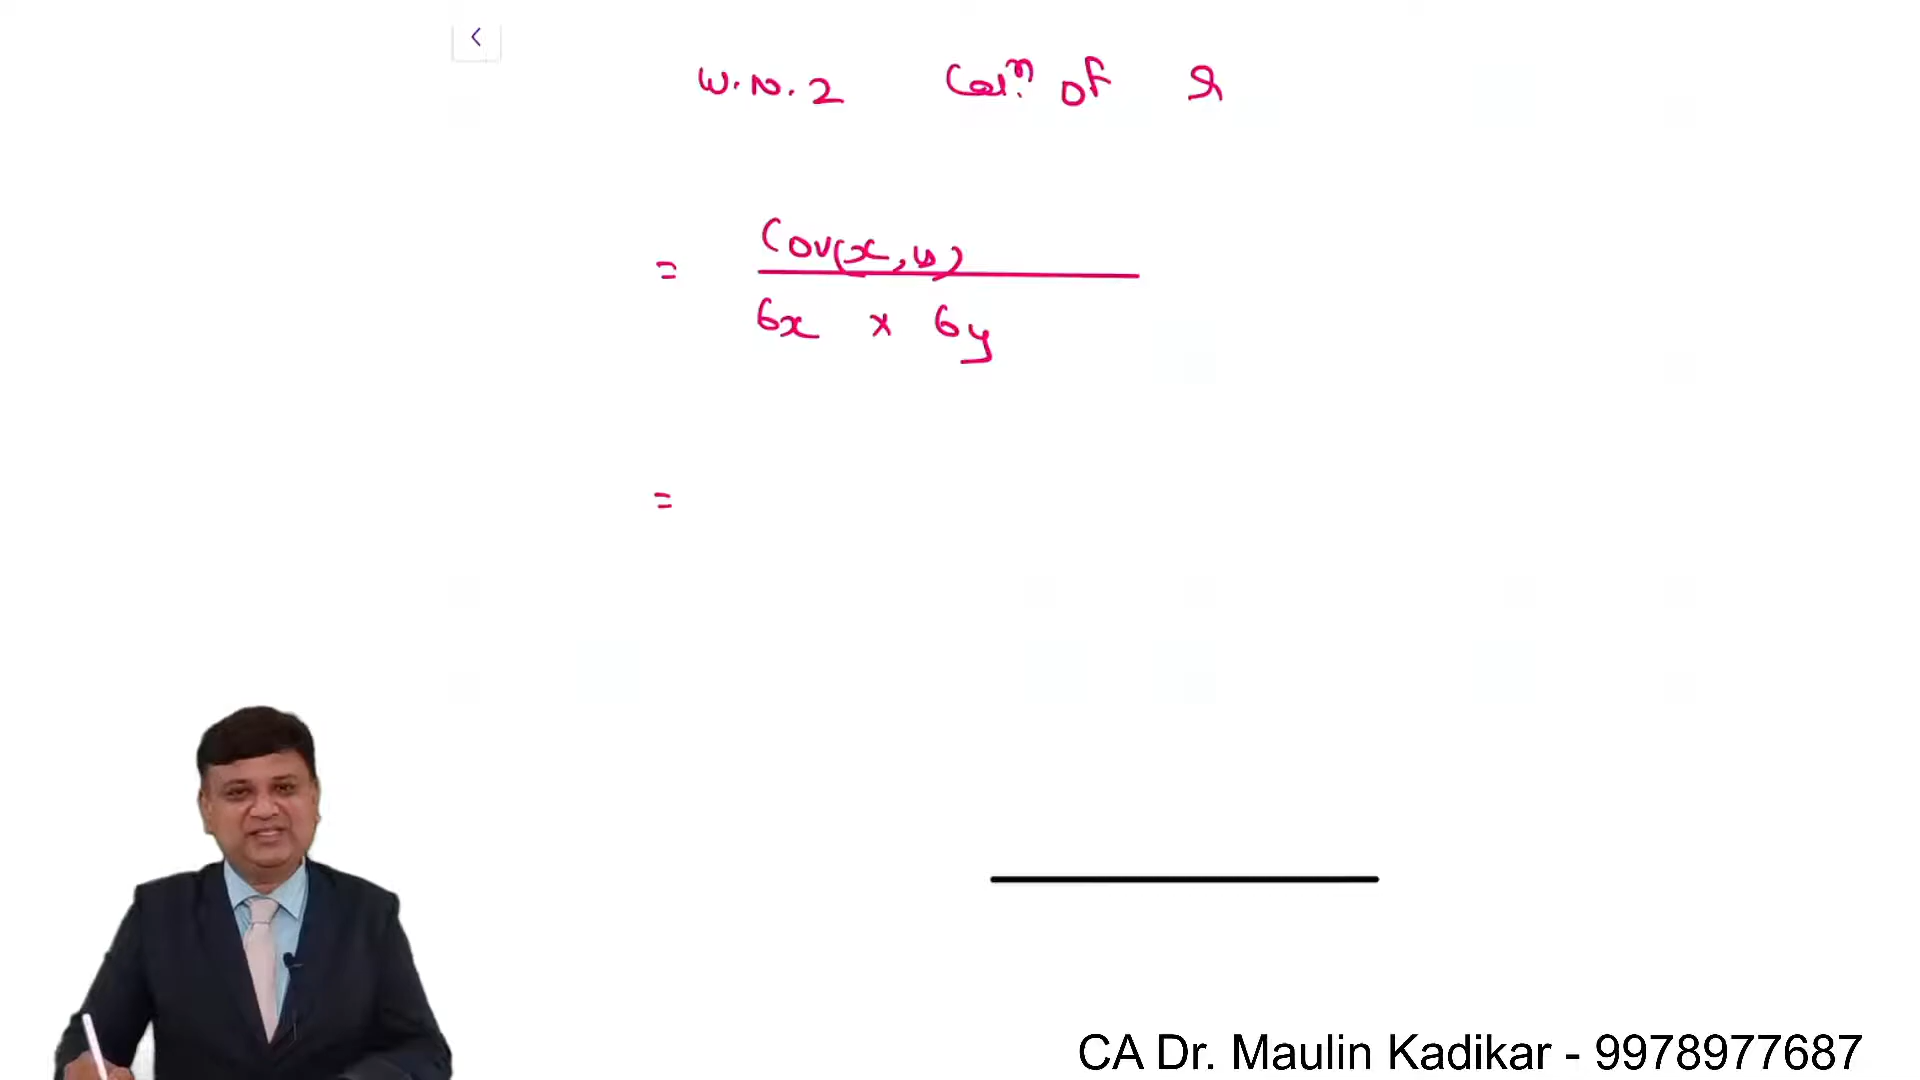 W.N.2 Calⁿ. of r
= Cov(x,y)
σx × σy
=
CA Dr. Maulin Kadikar - 9978977687